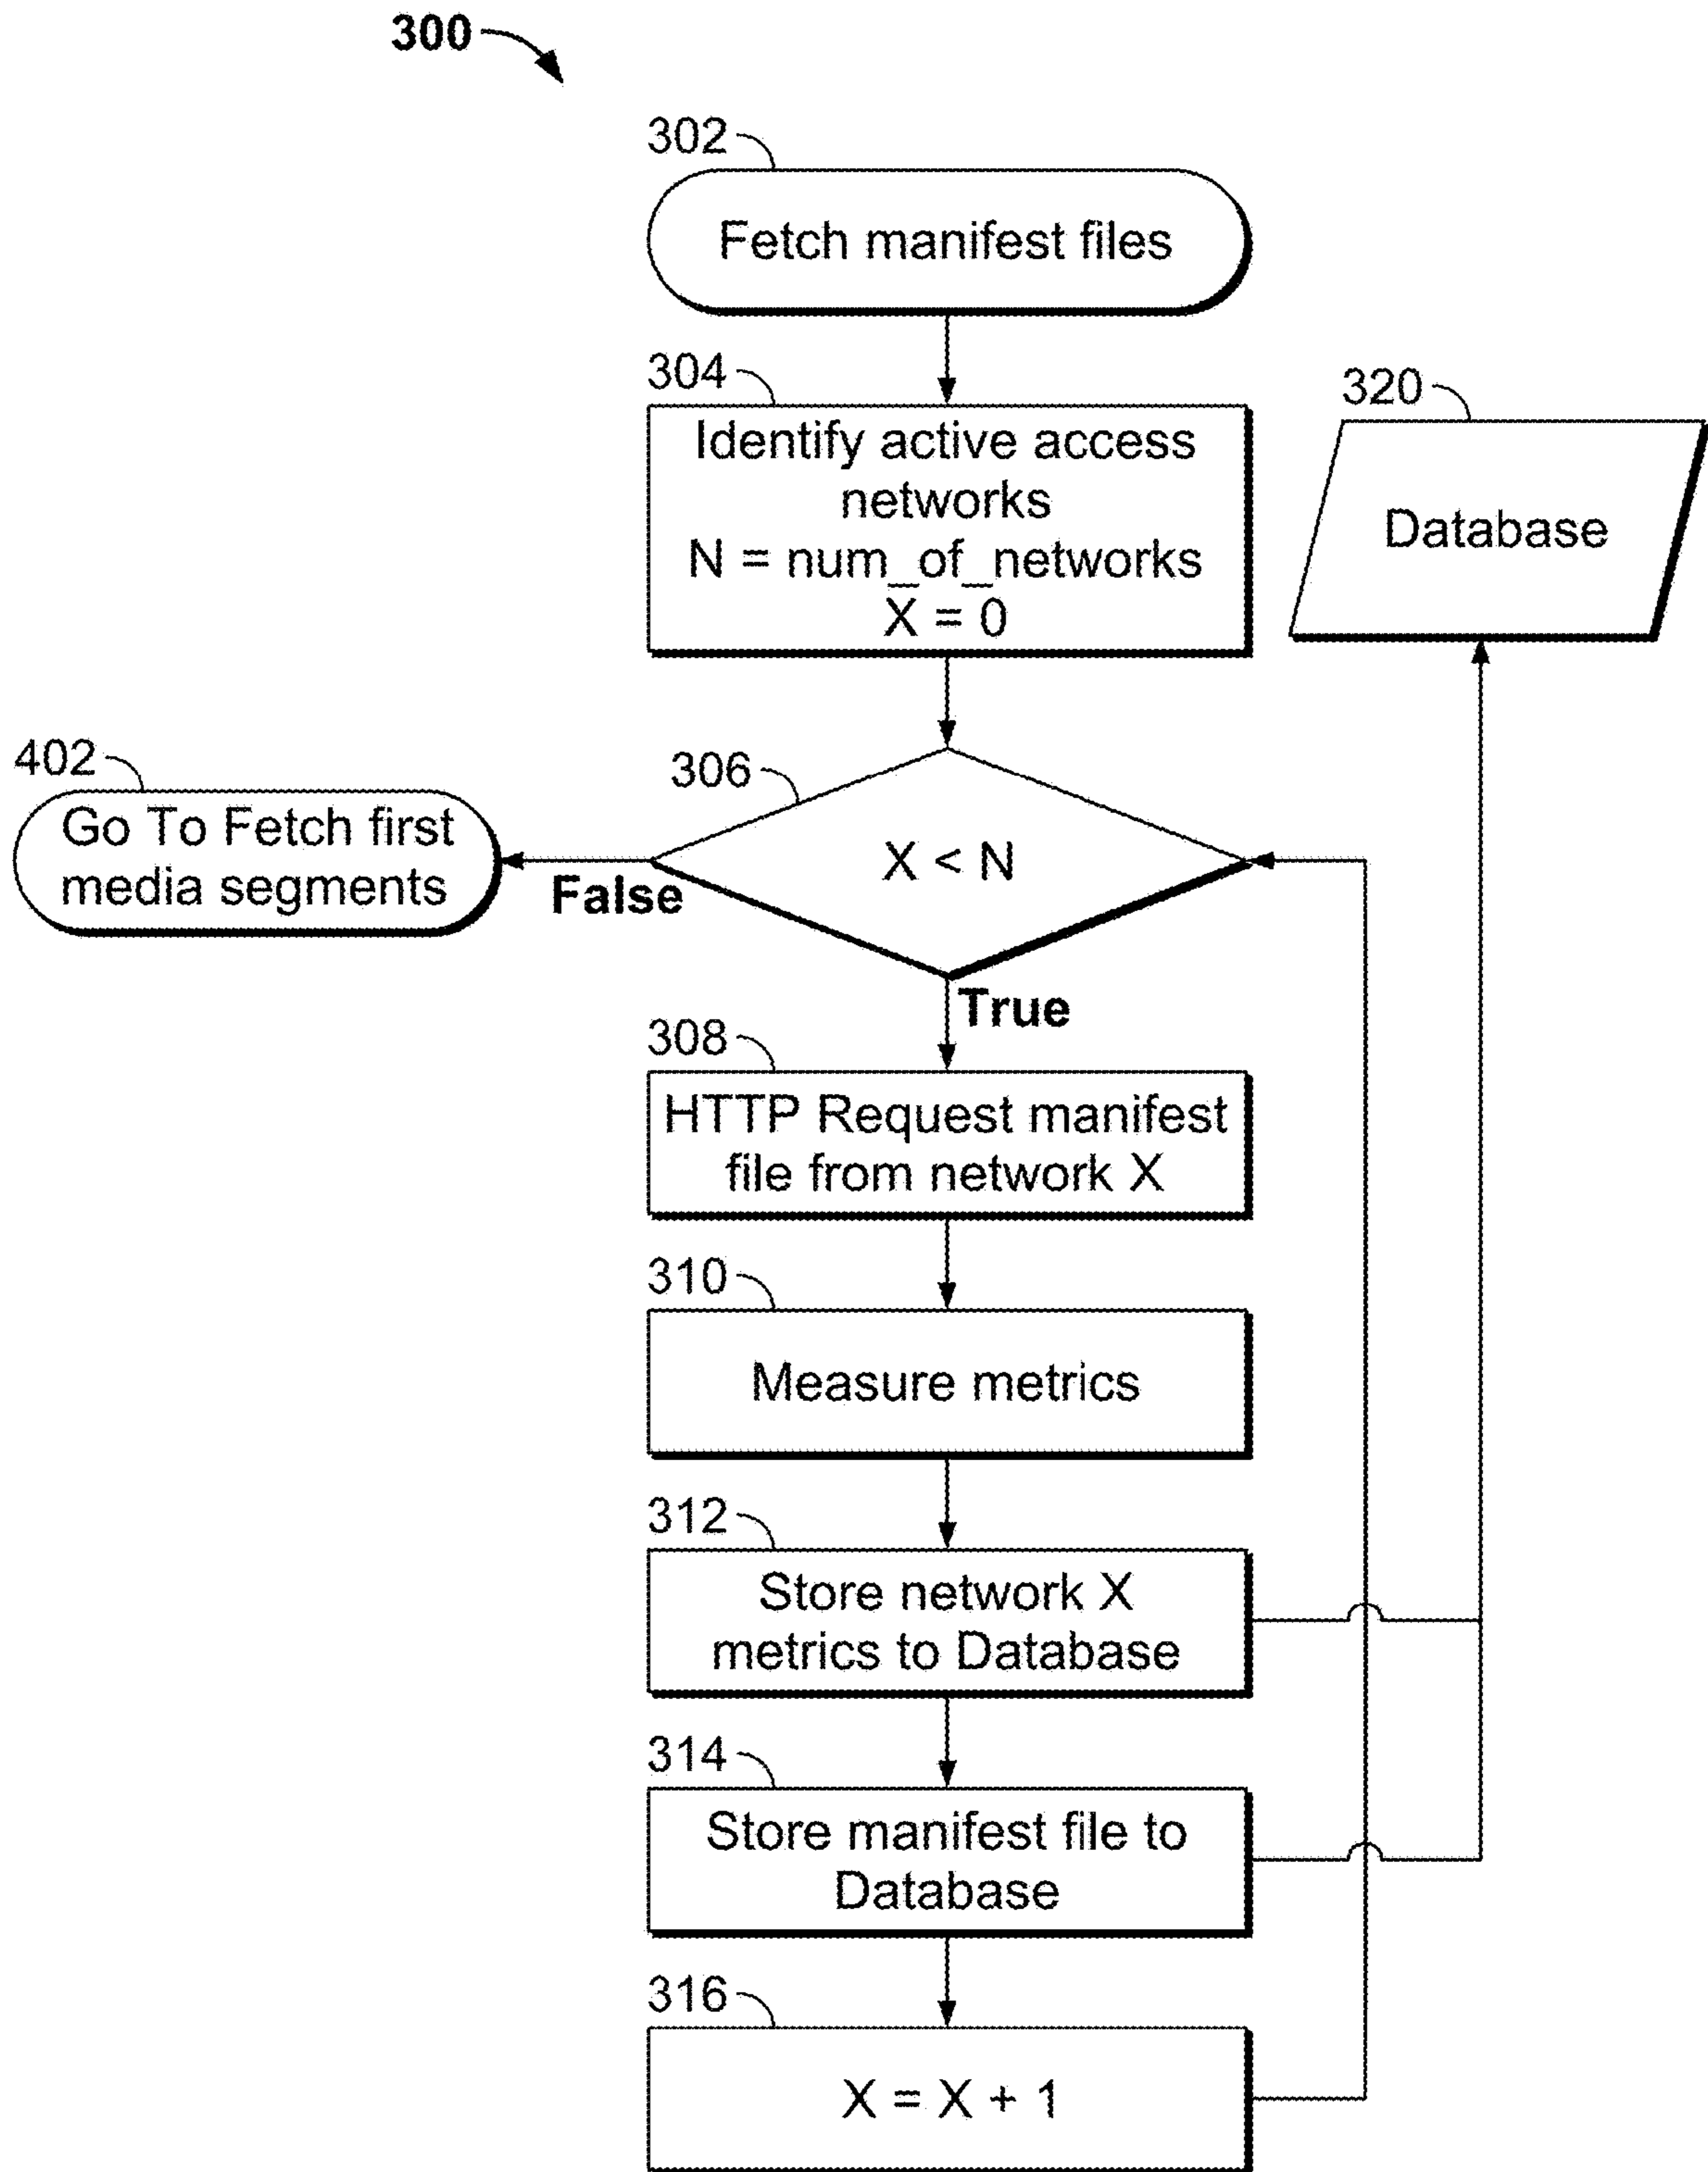 300
302
Fetch manifest files
304
Identify active access
networks
N = num_of_networks
X = 0
320
Database
402
Go To Fetch first
media segments
306
X < N
False
True
308
HTTP Request manifest
file from network X
310
Measure metrics
312
Store network X
metrics to Database
314
Store manifest file to
Database
316
X = X + 1